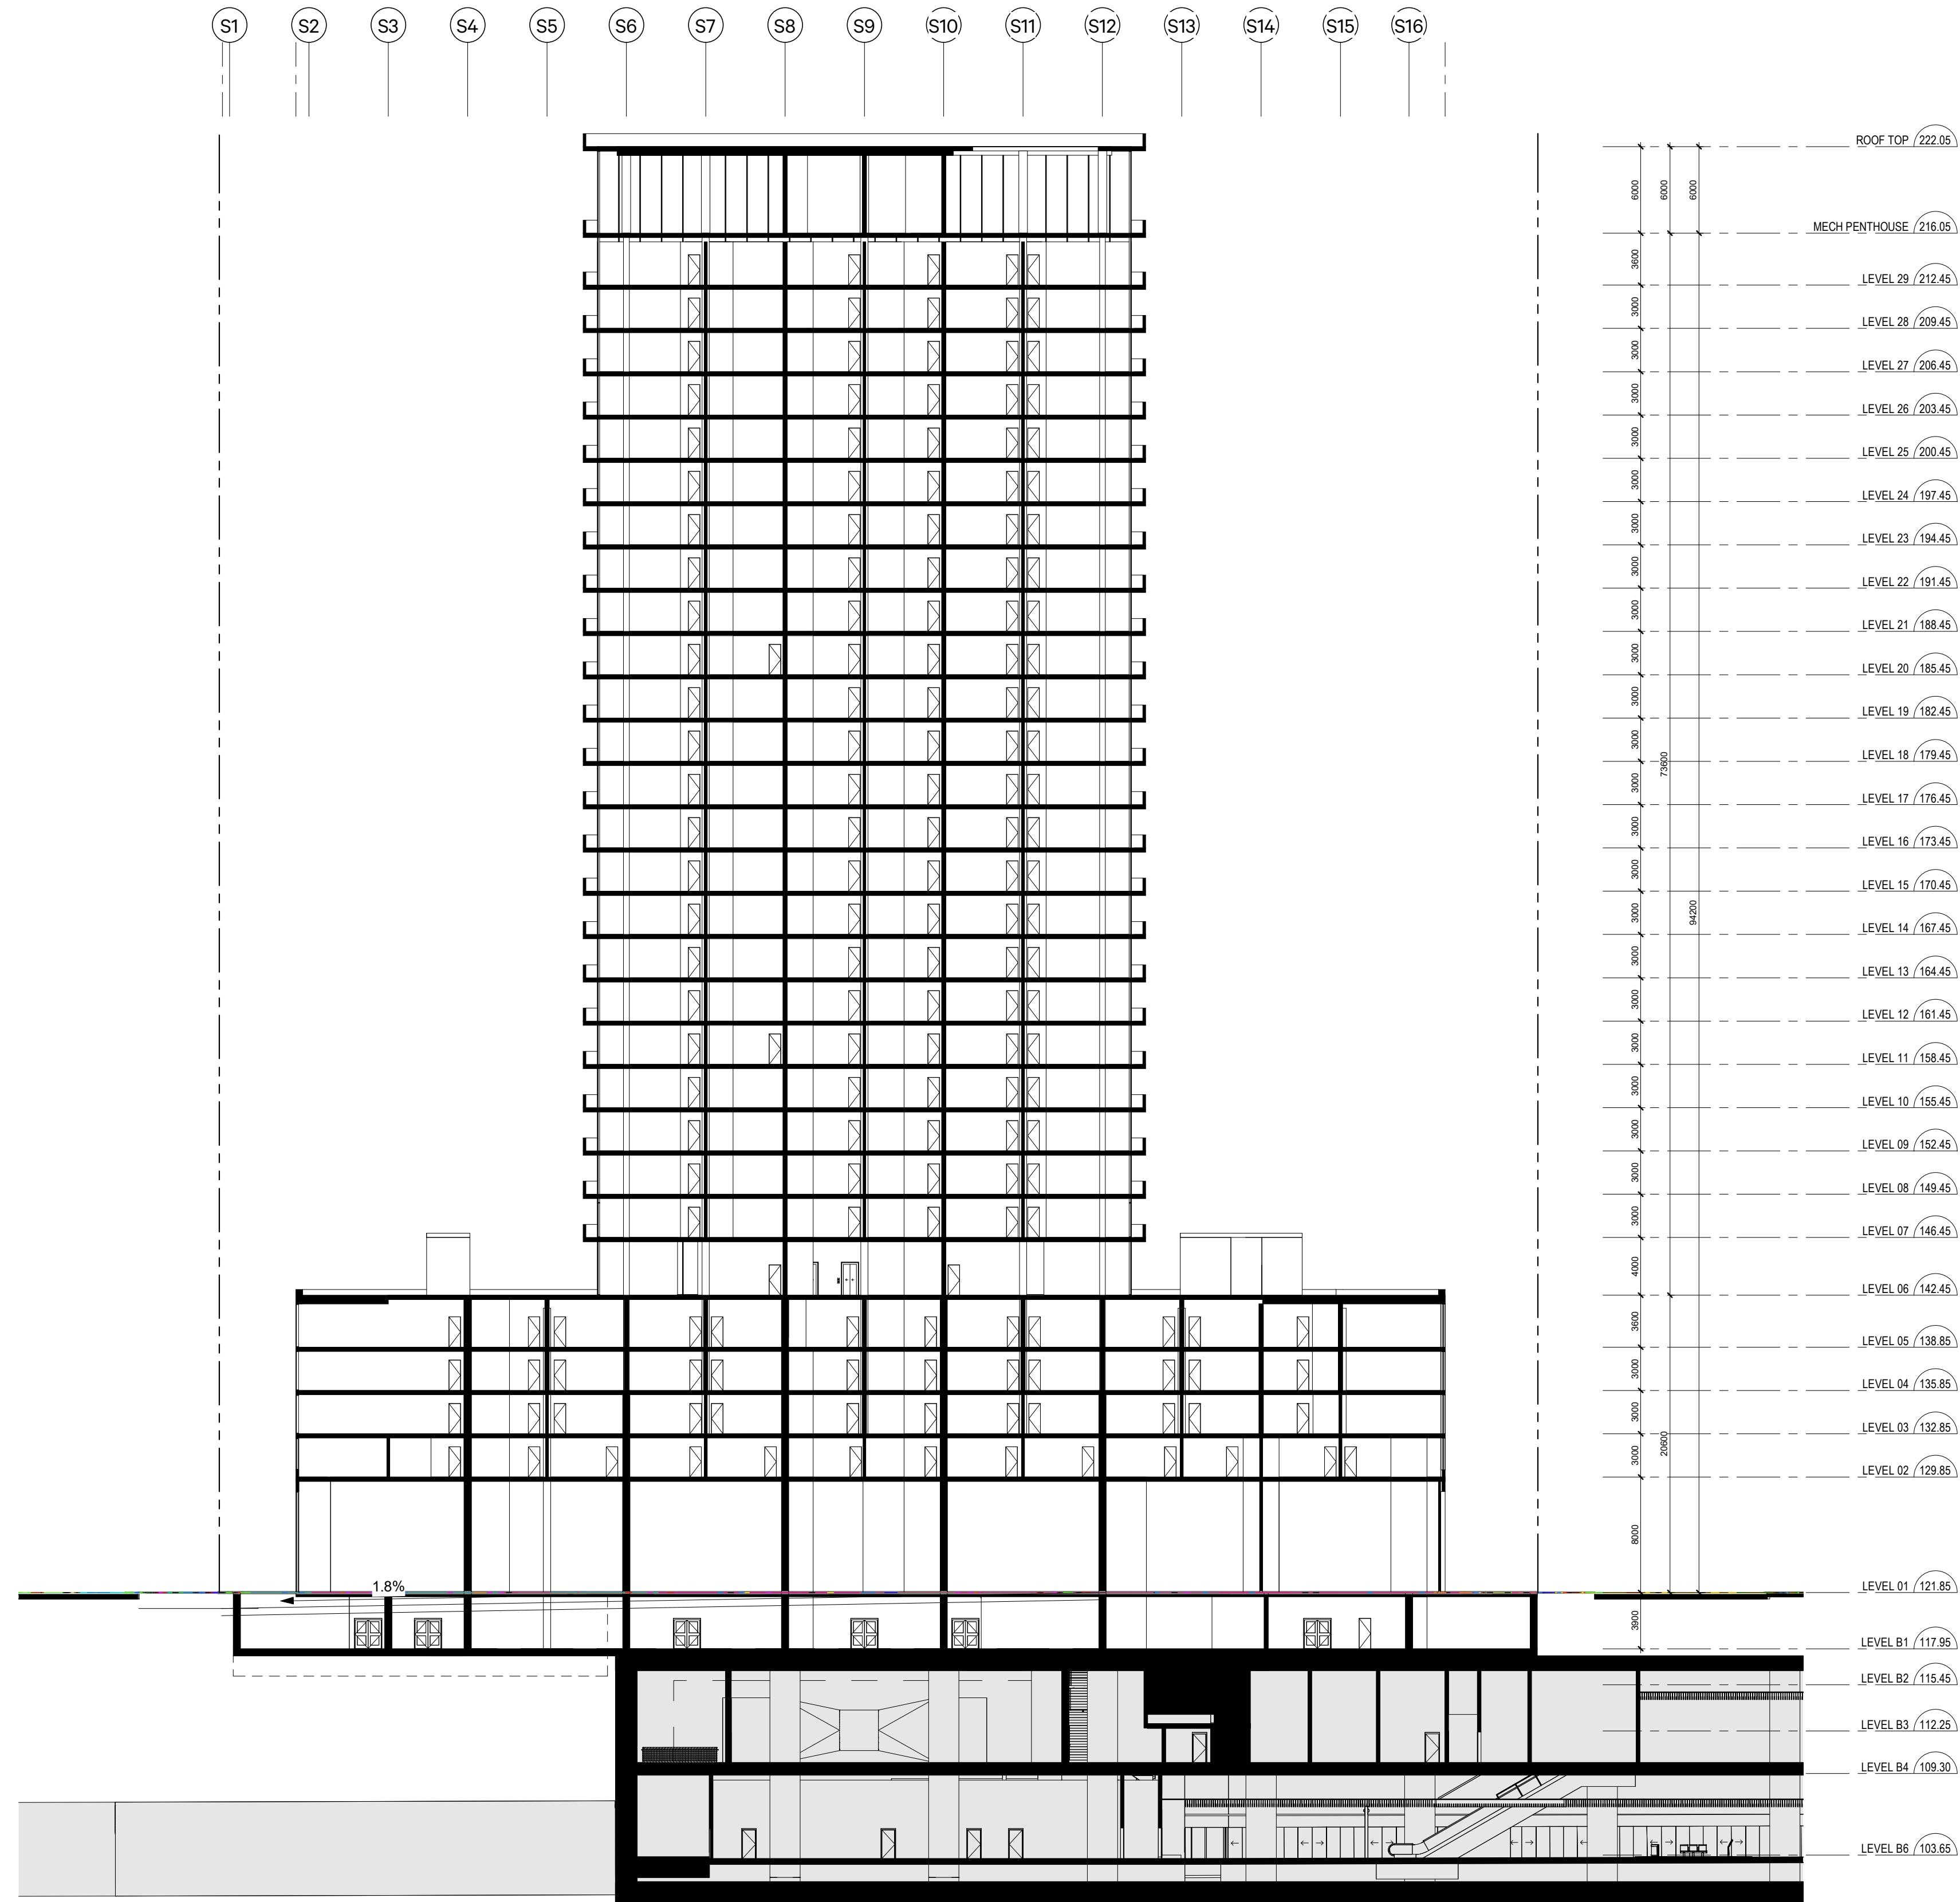 S1 S2 S3 S4 S5 S6 S7 S8 S9 S10 S11 S12 S13 S14 S15 S16
ROOF TOP 222.05
6000 6000 6000
MECH PENTHOUSE 216.05
3600
LEVEL 29 212.45
3000
LEVEL 28 209.45
3000
LEVEL 27 206.45
3000
LEVEL 26 203.45
3000
LEVEL 25 200.45
3000
LEVEL 24 197.45
3000
LEVEL 23 194.45
3000
LEVEL 22 191.45
3000
LEVEL 21 188.45
3000
LEVEL 20 185.45
3000
LEVEL 19 182.45
3000
LEVEL 18 179.45
73600
3000
LEVEL 17 176.45
3000
LEVEL 16 173.45
3000
LEVEL 15 170.45
3000
94200
LEVEL 14 167.45
3000
LEVEL 13 164.45
3000
LEVEL 12 161.45
3000
LEVEL 11 158.45
3000
LEVEL 10 155.45
3000
LEVEL 09 152.45
3000
LEVEL 08 149.45
3000
LEVEL 07 146.45
4000
LEVEL 06 142.45
3600
LEVEL 05 138.85
3000
LEVEL 04 135.85
3000
LEVEL 03 132.85
20600
3000
LEVEL 02 129.85
8000
1.8%
LEVEL 01 121.85
3900
LEVEL B1 117.95
LEVEL B2 115.45
LEVEL B3 112.25
LEVEL B4 109.30
LEVEL B6 103.65